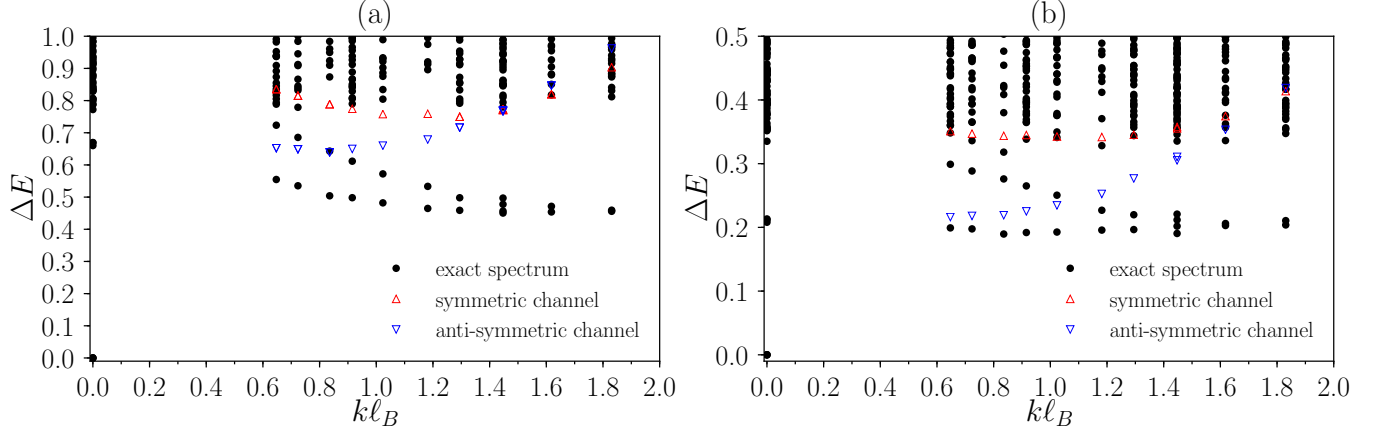 (a)
1.0
0.9
0.8
0.7
0.6
0.5
0.4
0.3
0.2
0.1
0.0
ΔE
exact spectrum
symmetric channel
anti-symmetric channel
0.0 0.2 0.4 0.6 0.8 1.0 1.2 1.4 1.6 1.8 2.0
kℓ_B
(b)
0.5
0.4
0.3
0.2
0.1
0.0
ΔE
exact spectrum
symmetric channel
anti-symmetric channel
0.0 0.2 0.4 0.6 0.8 1.0 1.2 1.4 1.6 1.8 2.0
kℓ_B